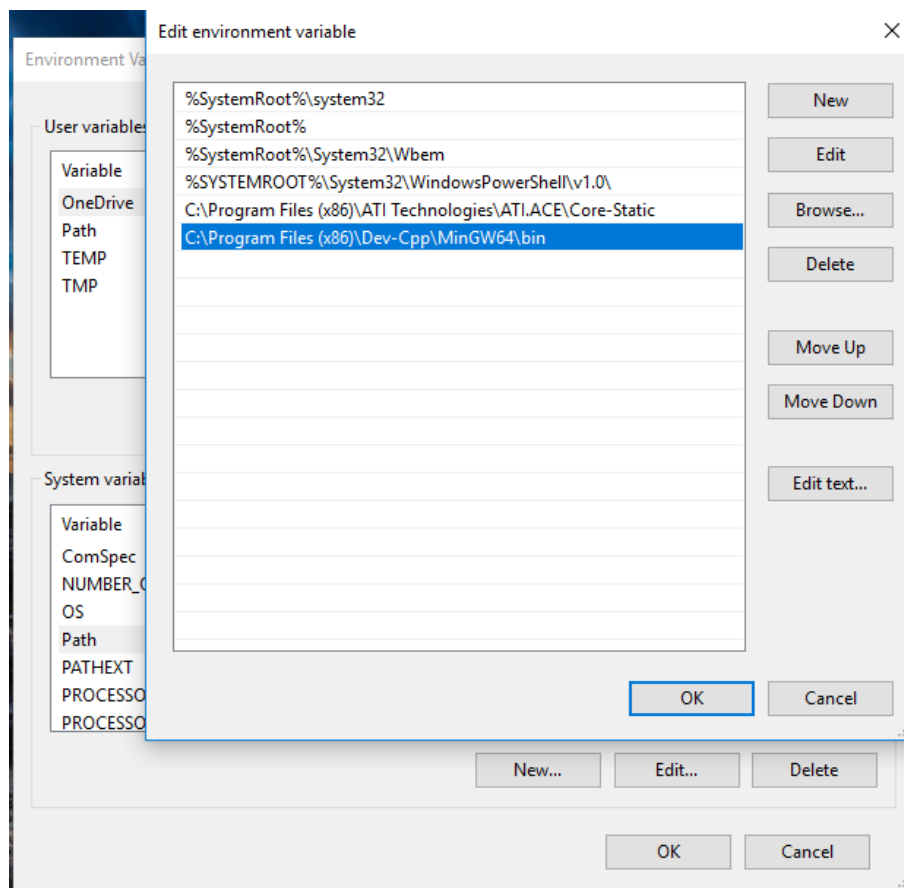 Edit environment variable
Environment Va
%SystemRoot%\system32
%SystemRoot%
%SystemRoot%\System32\Wbem
%SYSTEMROOT%\System32\WindowsPowerShell\v1.0\
C:\Program Files (x86)\ATI Technologies\ATI.ACE\Core-Static
C:\Program Files (x86)\Dev-Cpp\MinGW64\bin
New
Edit
Browse...
Delete
Move Up
Move Down
Edit text...
OK
Cancel
User variables
Variable
OneDrive
Path
TEMP
TMP
System variab
Variable
ComSpec
NUMBER_O
OS
Path
PATHEXT
PROCESSO
PROCESSO
New...
Edit...
Delete
OK
Cancel